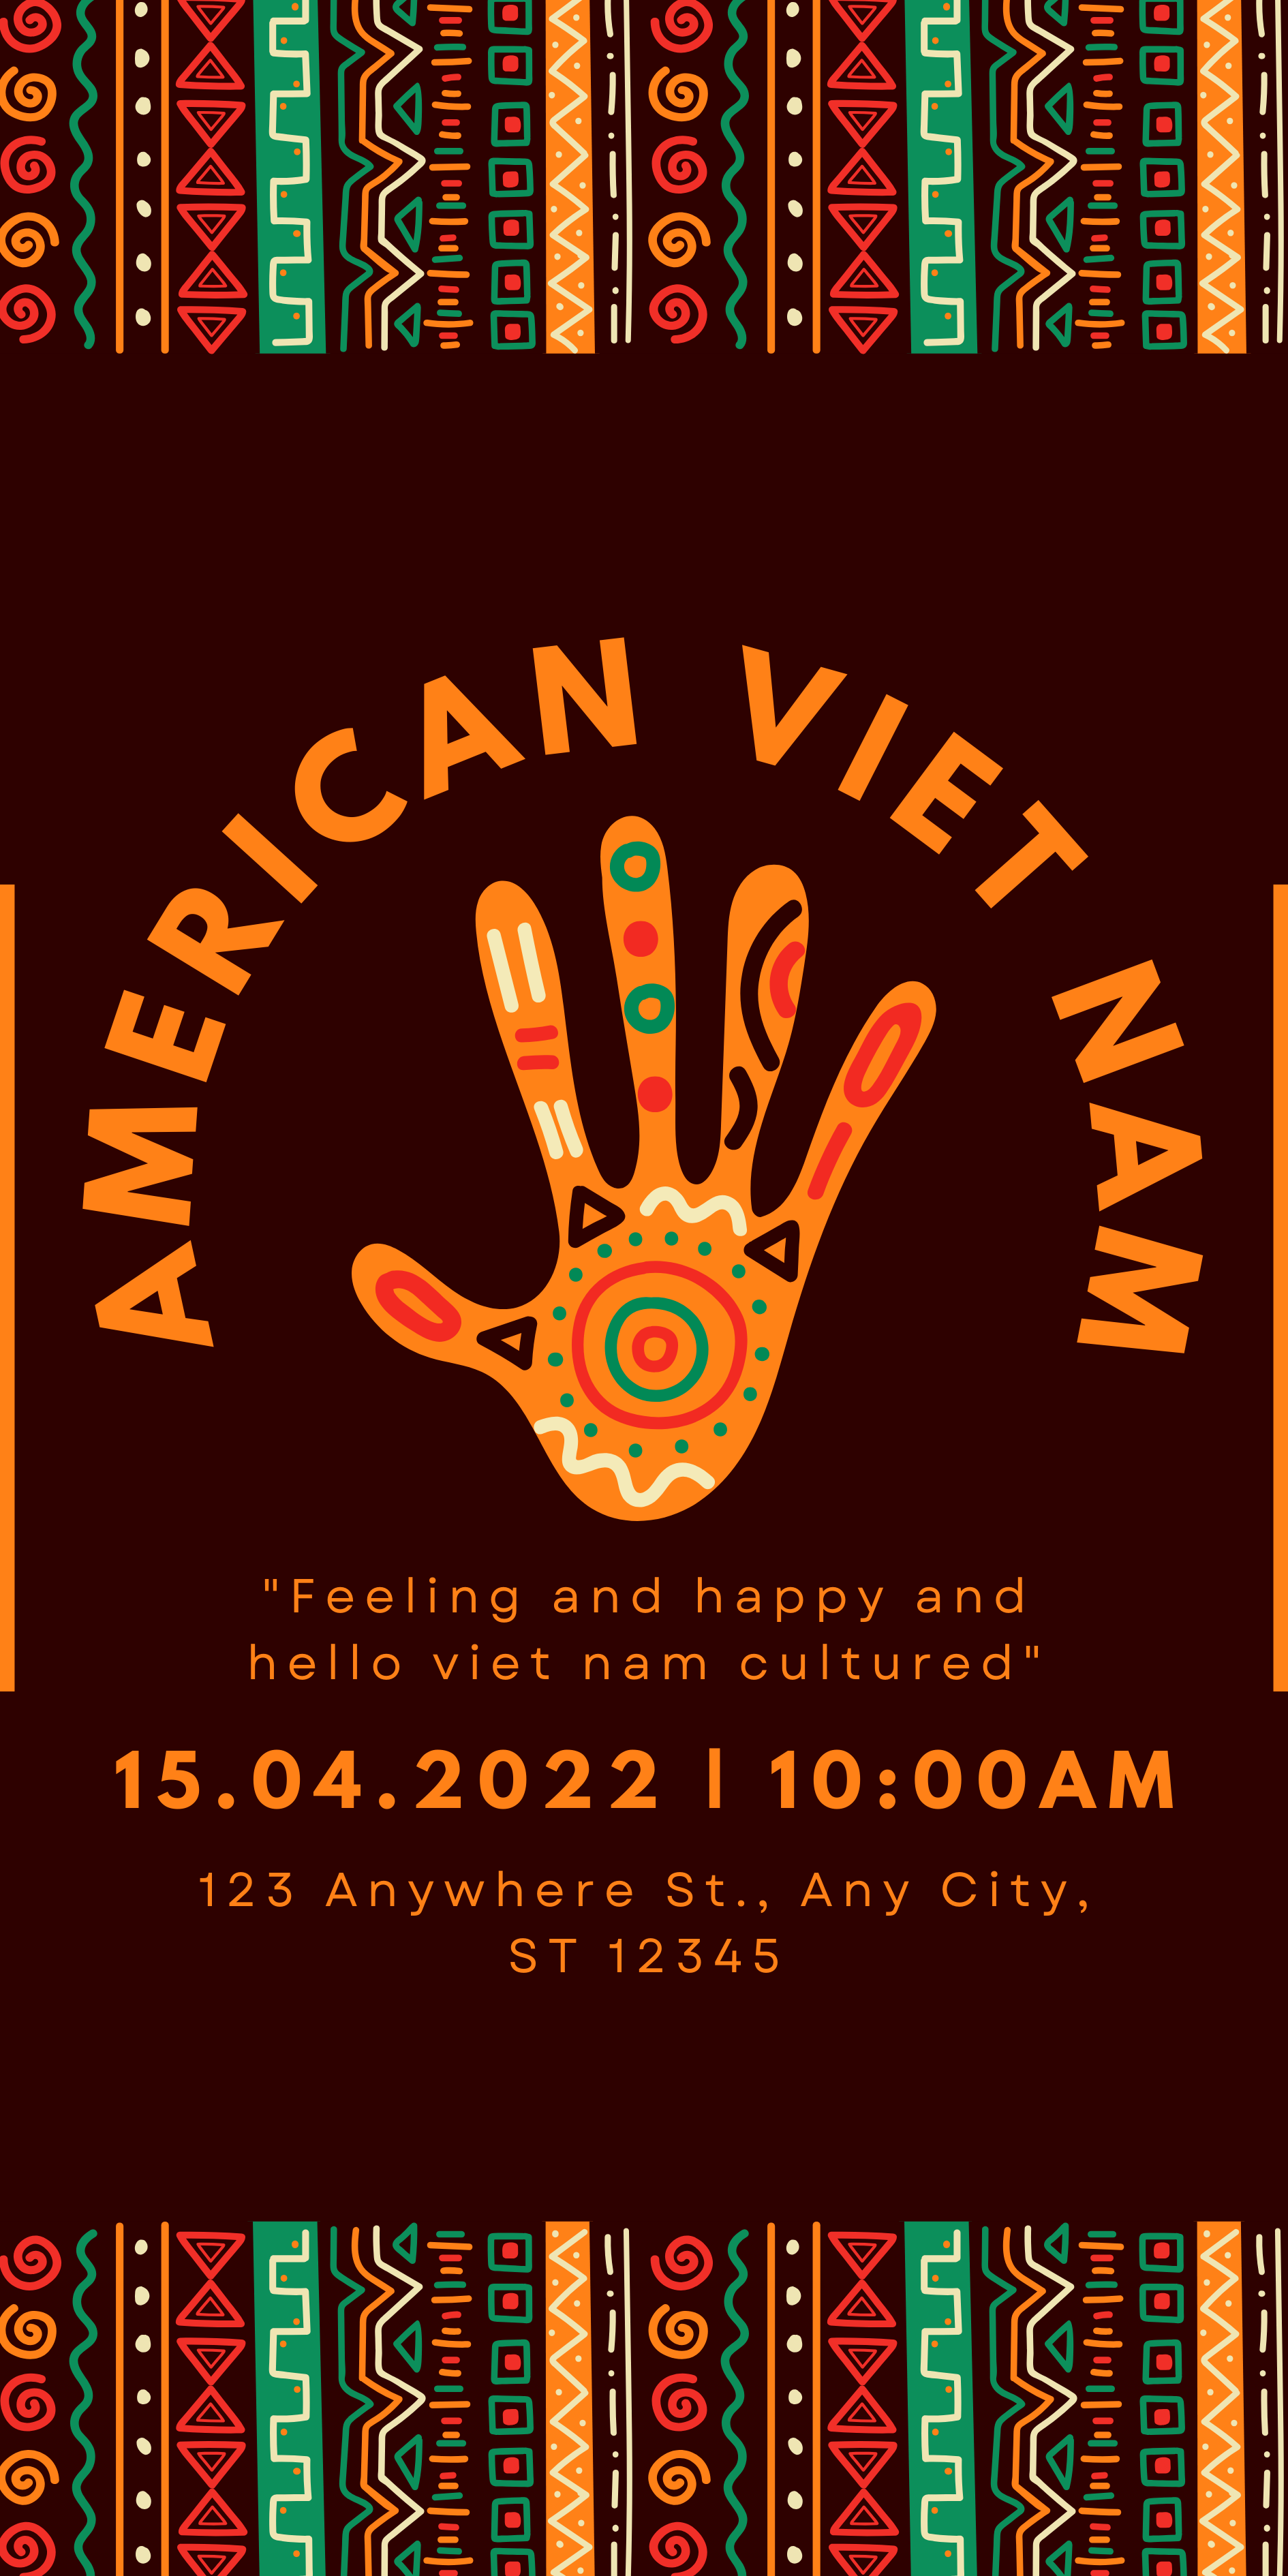 AMERICAN VIET NAM
"Feeling and happy and
hello viet nam cultured"
15.04.2022 | 10:00AM
123 Anywhere St., Any City,
ST 12345